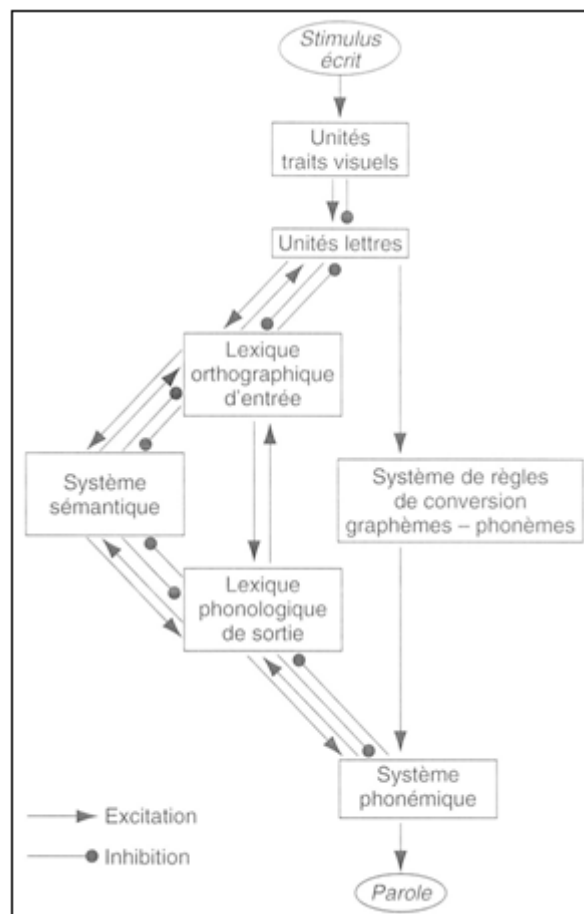 Stimulus
écrit
Unités
traits visuels
Unités lettres
Lexique
orthographique
d'entrée
Système
sémantique
Système de règles
de conversion
graphèmes – phonèmes
Lexique
phonologique
de sortie
Système
phonémique
Excitation
Inhibition
Parole